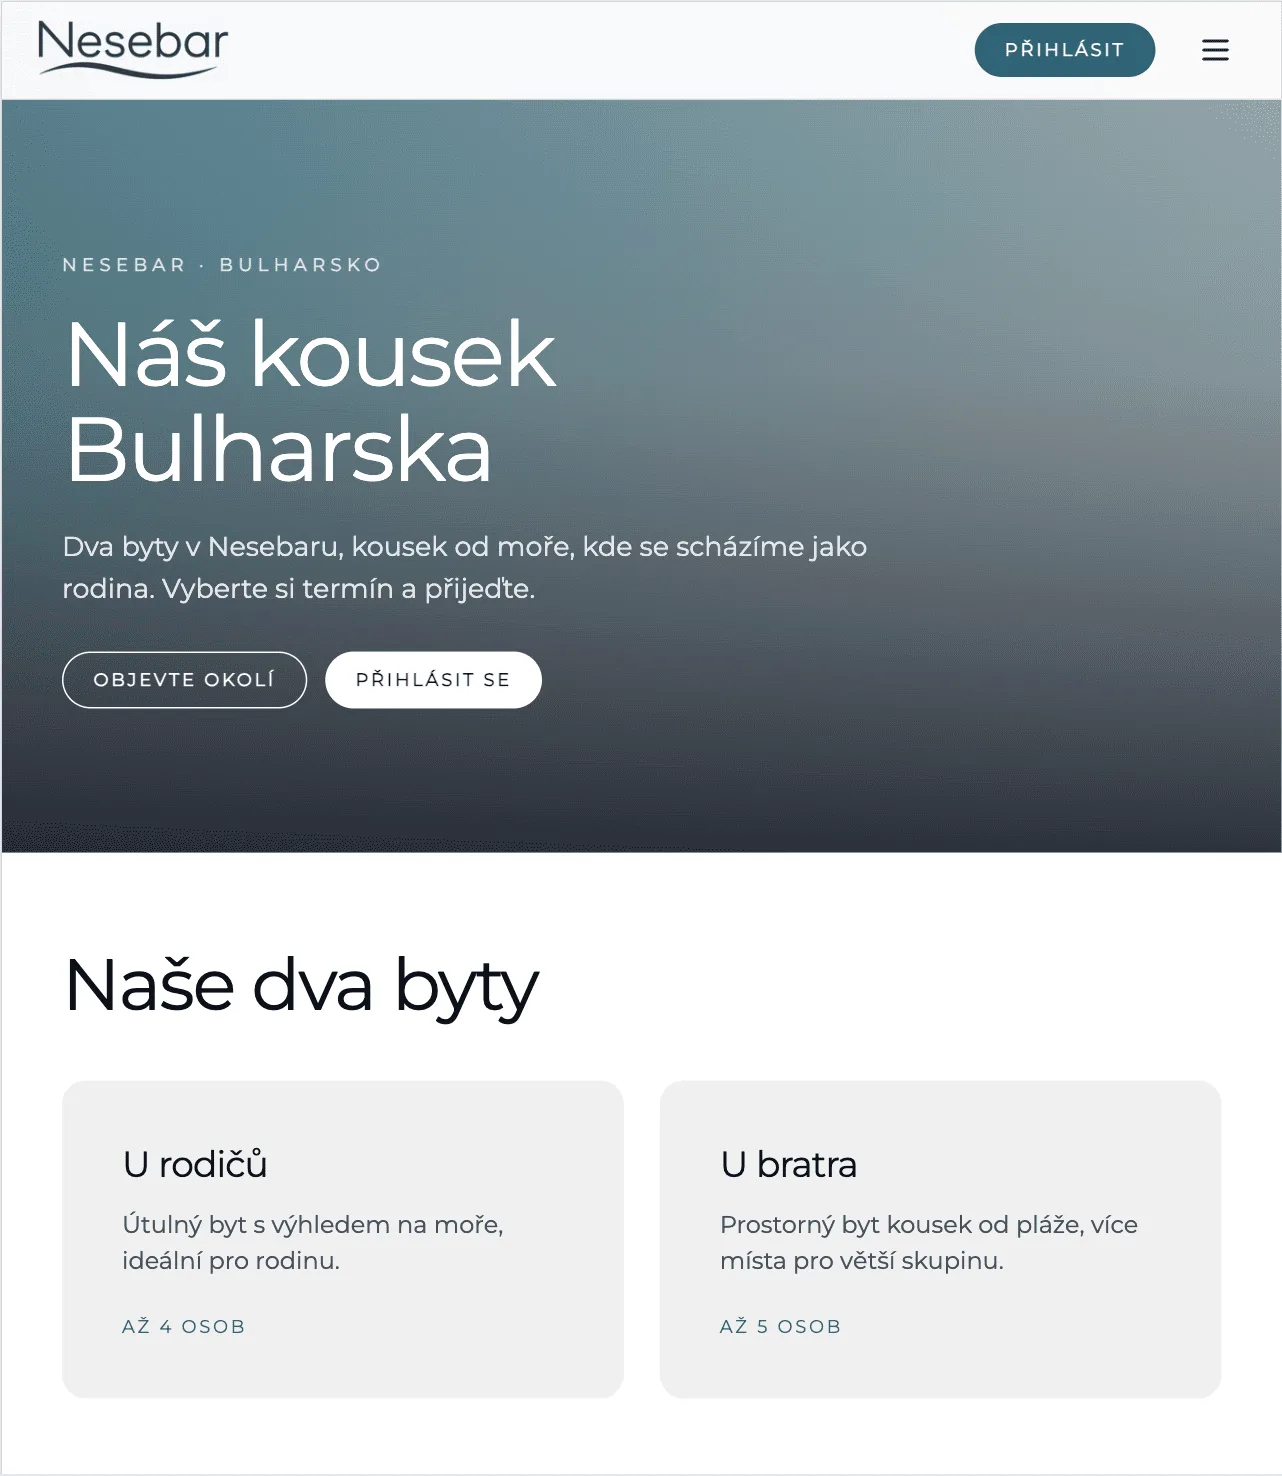 Nesebar
PŘIHLÁSIT
NESEBAR · BULHARSKO
Náš kousek
Bulharska
Dva byty v Nesebaru, kousek od moře, kde se scházíme jako
rodina. Vyberte si termín a přijeďte.
OBJEVTE OKOLÍ
PŘIHLÁSIT SE
Naše dva byty
U rodičů
Útulný byt s výhledem na moře,
ideální pro rodinu.
AŽ 4 OSOB
U bratra
Prostorný byt kousek od pláže, více
místa pro větší skupinu.
AŽ 5 OSOB